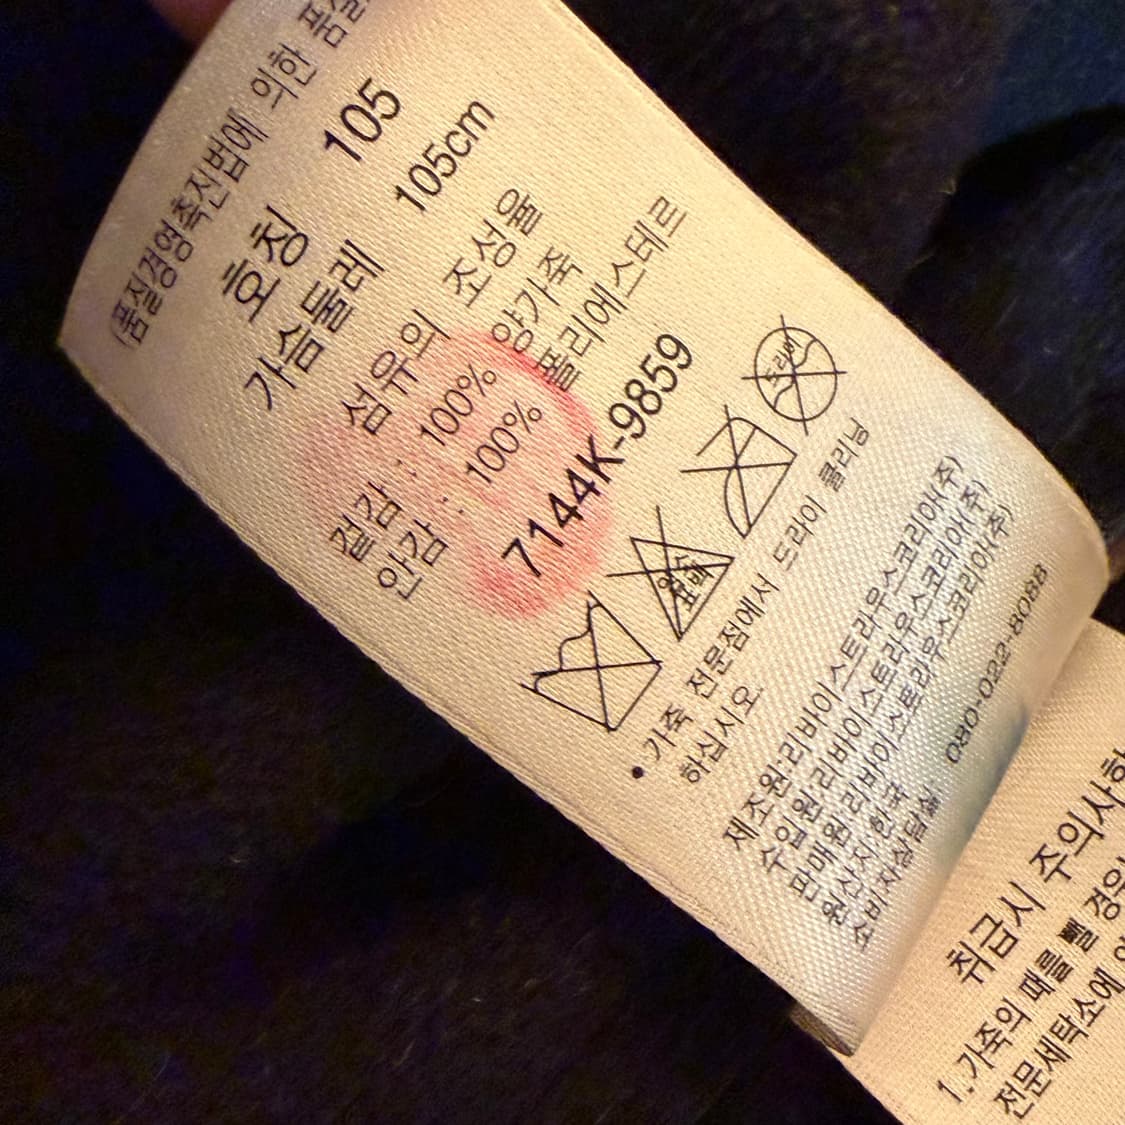 (품질경영촉진법에 의한 품질
호칭 105
가슴둘레 105cm
섬유의 조성율
겉감 : 100% 양가죽
안감 : 100% 폴리에스테르
7144K-9859
염소
표백
드라이
• 가죽 전문점에서 드라이 클리닝
하십시오
제조원:리바이스트라우스코리아(주)
수입원:리바이스트라우스코리아(주)
판매원:리바이스트라우스코리아(주)
원산지:한국
소비자상담실 080-022-8088
취급시 주의사항
1.가죽의 때를 뺄 경우
전문세탁소에